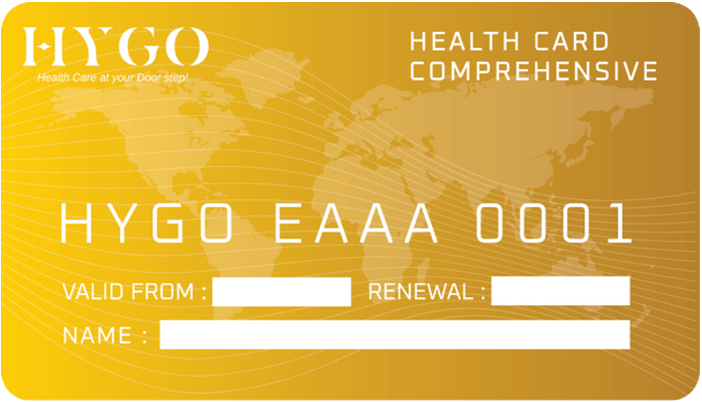 HYGO
Health Care at your Door step!
HEALTH CARD
COMPREHENSIVE
HYGO EAAA 0001
VALID FROM : RENEWAL :
NAME :